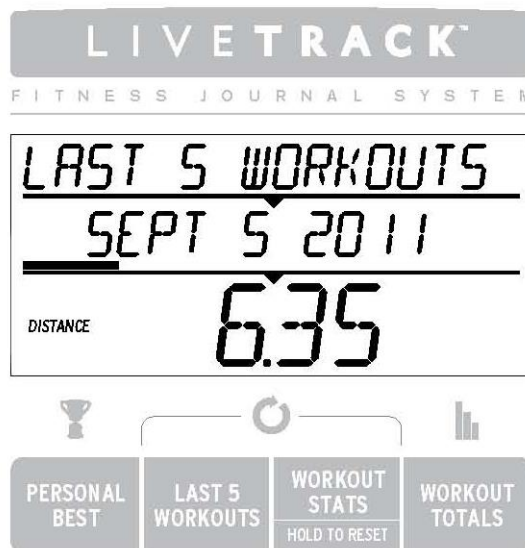 LIVETRACK™
FITNESS JOURNAL SYSTEM
LAST 5 WORKOUTS
SEPT 5 2011
DISTANCE 6.35
PERSONAL BEST
LAST 5 WORKOUTS
WORKOUT STATS
HOLD TO RESET
WORKOUT TOTALS